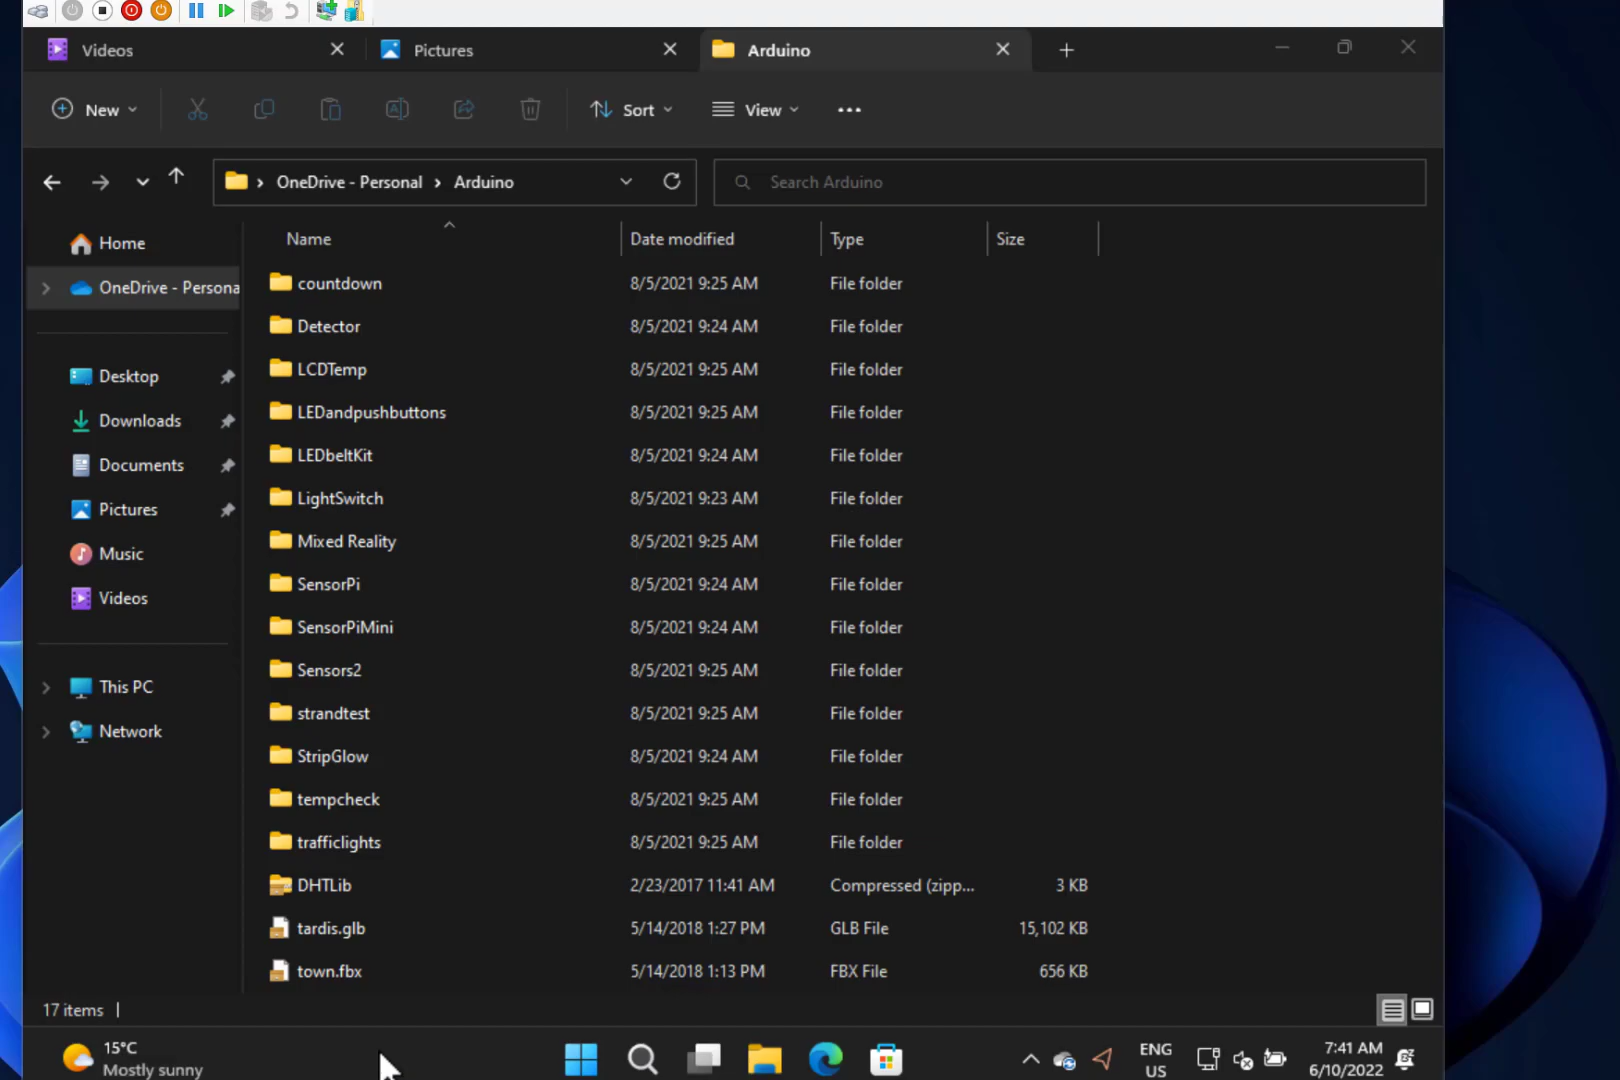 Videos
Pictures
Arduino
New
Sort
View
OneDrive - Personal
Arduino
Search Arduino
Home
OneDrive - Persona
Desktop
Downloads
Documents
Pictures
Music
Videos
This PC
Network
Name Date modified Type Size
countdown 8/5/2021 9:25 AM File folder
Detector 8/5/2021 9:24 AM File folder
LCDTemp 8/5/2021 9:25 AM File folder
LEDandpushbuttons 8/5/2021 9:25 AM File folder
LEDbeltKit 8/5/2021 9:24 AM File folder
LightSwitch 8/5/2021 9:23 AM File folder
Mixed Reality 8/5/2021 9:25 AM File folder
SensorPi 8/5/2021 9:24 AM File folder
SensorPiMini 8/5/2021 9:24 AM File folder
Sensors2 8/5/2021 9:25 AM File folder
strandtest 8/5/2021 9:25 AM File folder
StripGlow 8/5/2021 9:24 AM File folder
tempcheck 8/5/2021 9:25 AM File folder
trafficlights 8/5/2021 9:25 AM File folder
DHTLib 2/23/2017 11:41 AM Compressed (zipp... 3 KB
tardis.glb 5/14/2018 1:27 PM GLB File 15,102 KB
town.fbx 5/14/2018 1:13 PM FBX File 656 KB
17 items
15°C
Mostly sunny
ENG
US
7:41 AM
6/10/2022